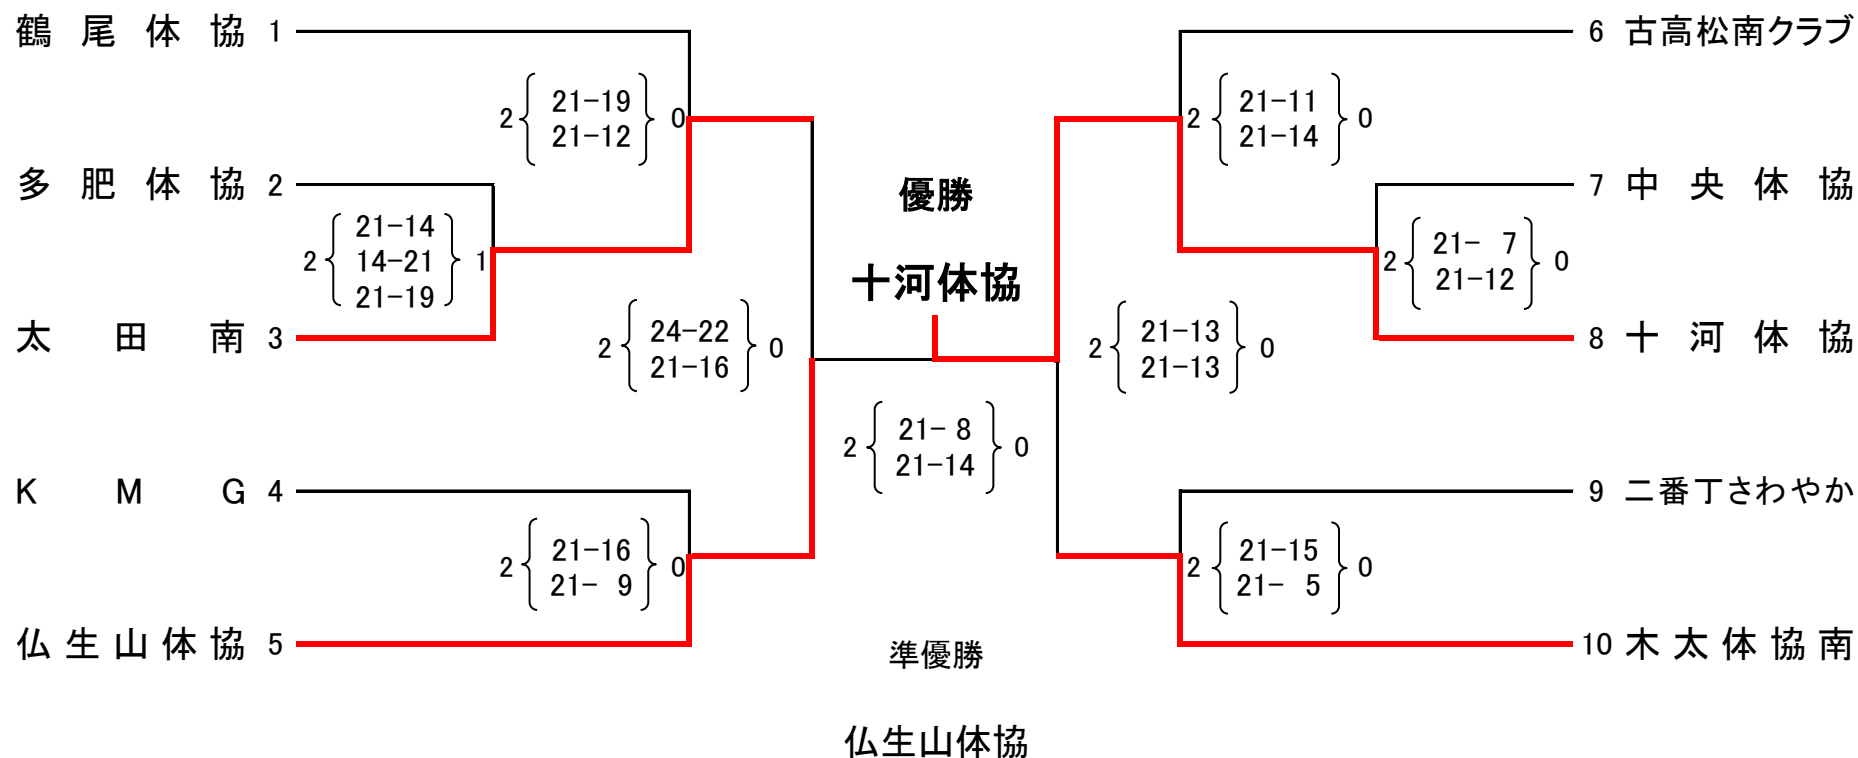 鶴尾体協 1
6 古高松南クラブ
2 21-19 0
21-12
2 21-11 0
21-14
多肥体協 2
優勝
7 中央体協
2 21-14 1
14-21
21-19
2 21- 7 0
21-12
十河体協
太田南 3
8 十河体協
2 24-22 0
21-16
2 21-13 0
21-13
2 21- 8 0
21-14
KMG 4
9 二番丁さわやか
2 21-16 0
21- 9
2 21-15 0
21- 5
仏生山体協 5
準優勝
10 木太体協南
仏生山体協